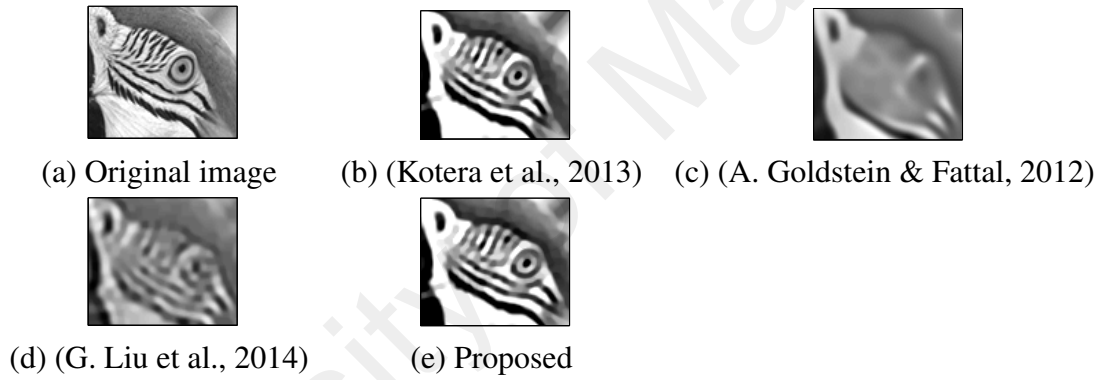 (a) Original image (b) (Kotera et al., 2013) (c) (A. Goldstein & Fattal, 2012)
(d) (G. Liu et al., 2014) (e) Proposed